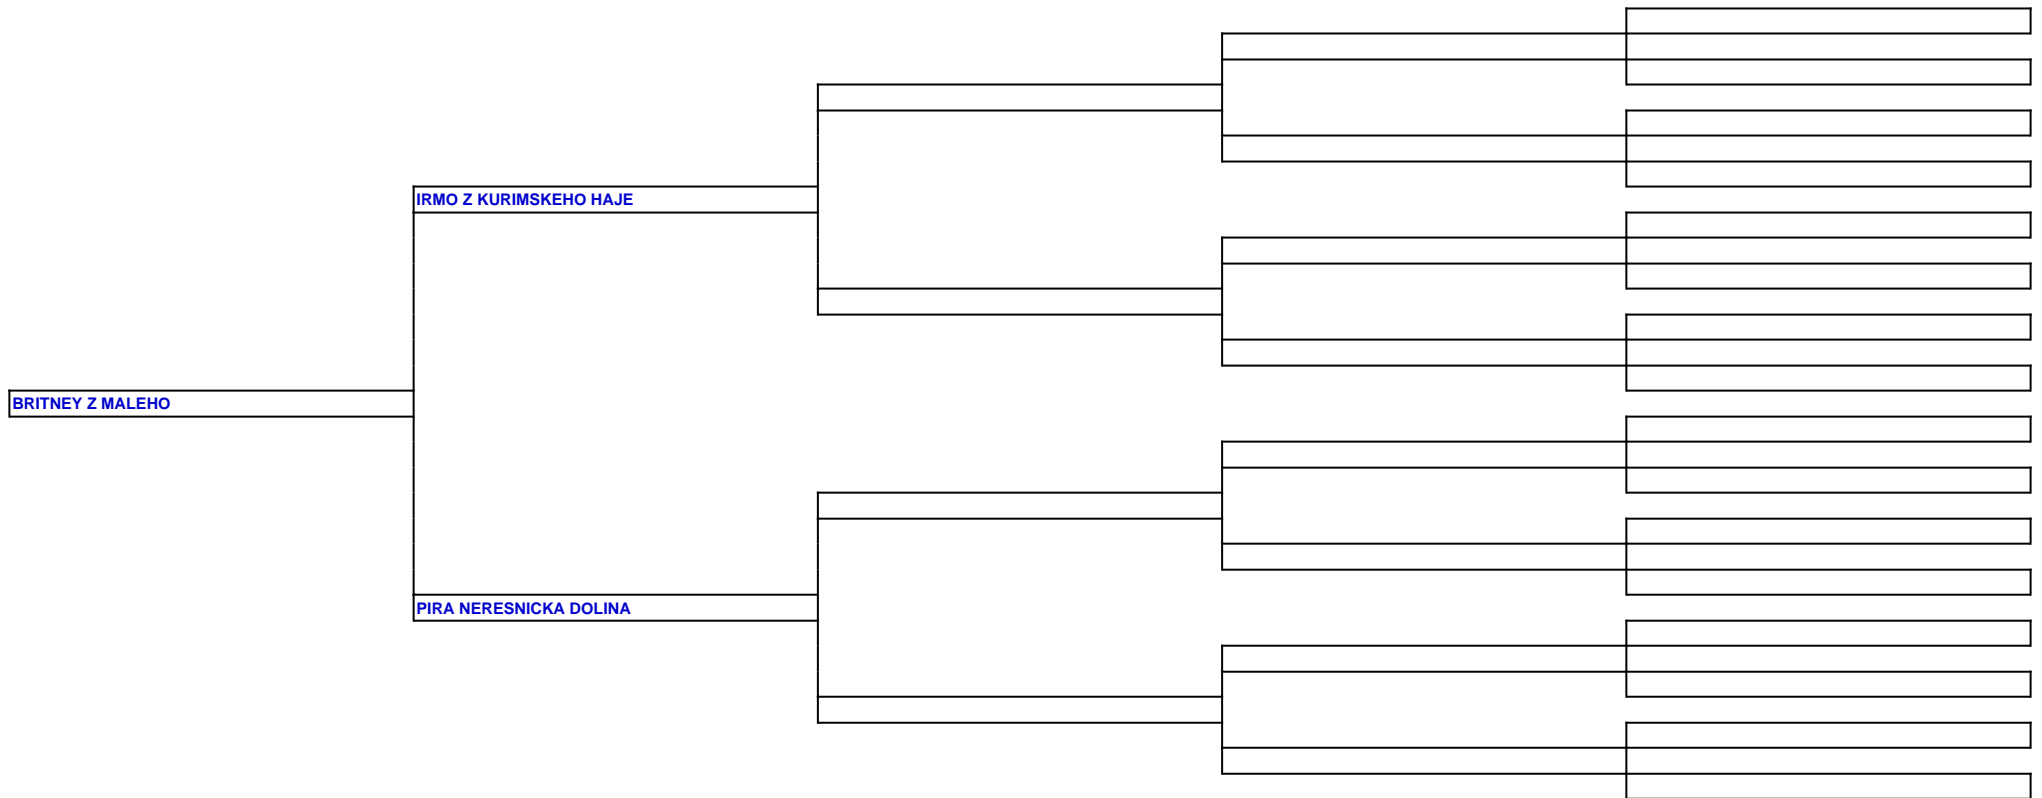 IRMO Z KURIMSKEHO HAJE
BRITNEY Z MALEHO
PIRA NERESNICKA DOLINA